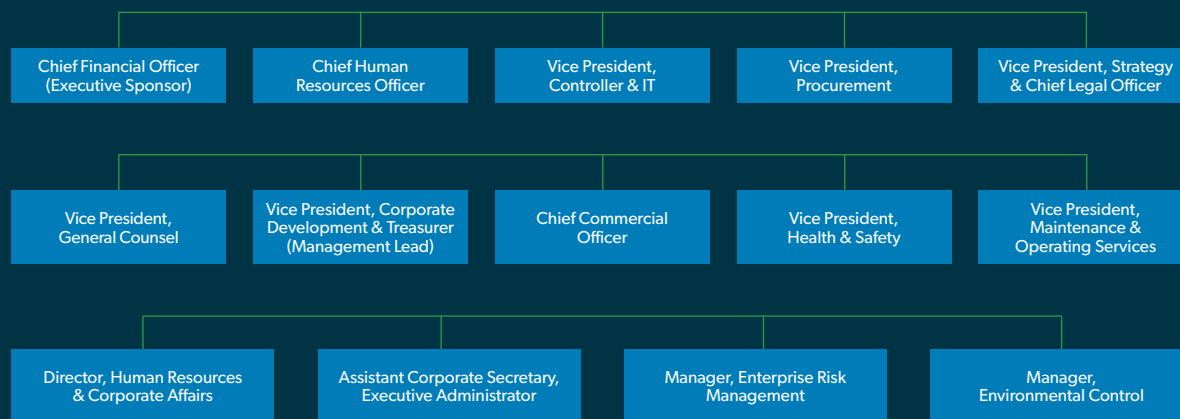 Chief Financial Officer
(Executive Sponsor)
Chief Human
Resources Officer
Vice President,
Controller & IT
Vice President,
Procurement
Vice President, Strategy
& Chief Legal Officer
Vice President,
General Counsel
Vice President, Corporate
Development & Treasurer
(Management Lead)
Chief Commercial
Officer
Vice President,
Health & Safety
Vice President,
Maintenance &
Operating Services
Director, Human Resources
& Corporate Affairs
Assistant Corporate Secretary,
Executive Administrator
Manager, Enterprise Risk
Management
Manager,
Environmental Control